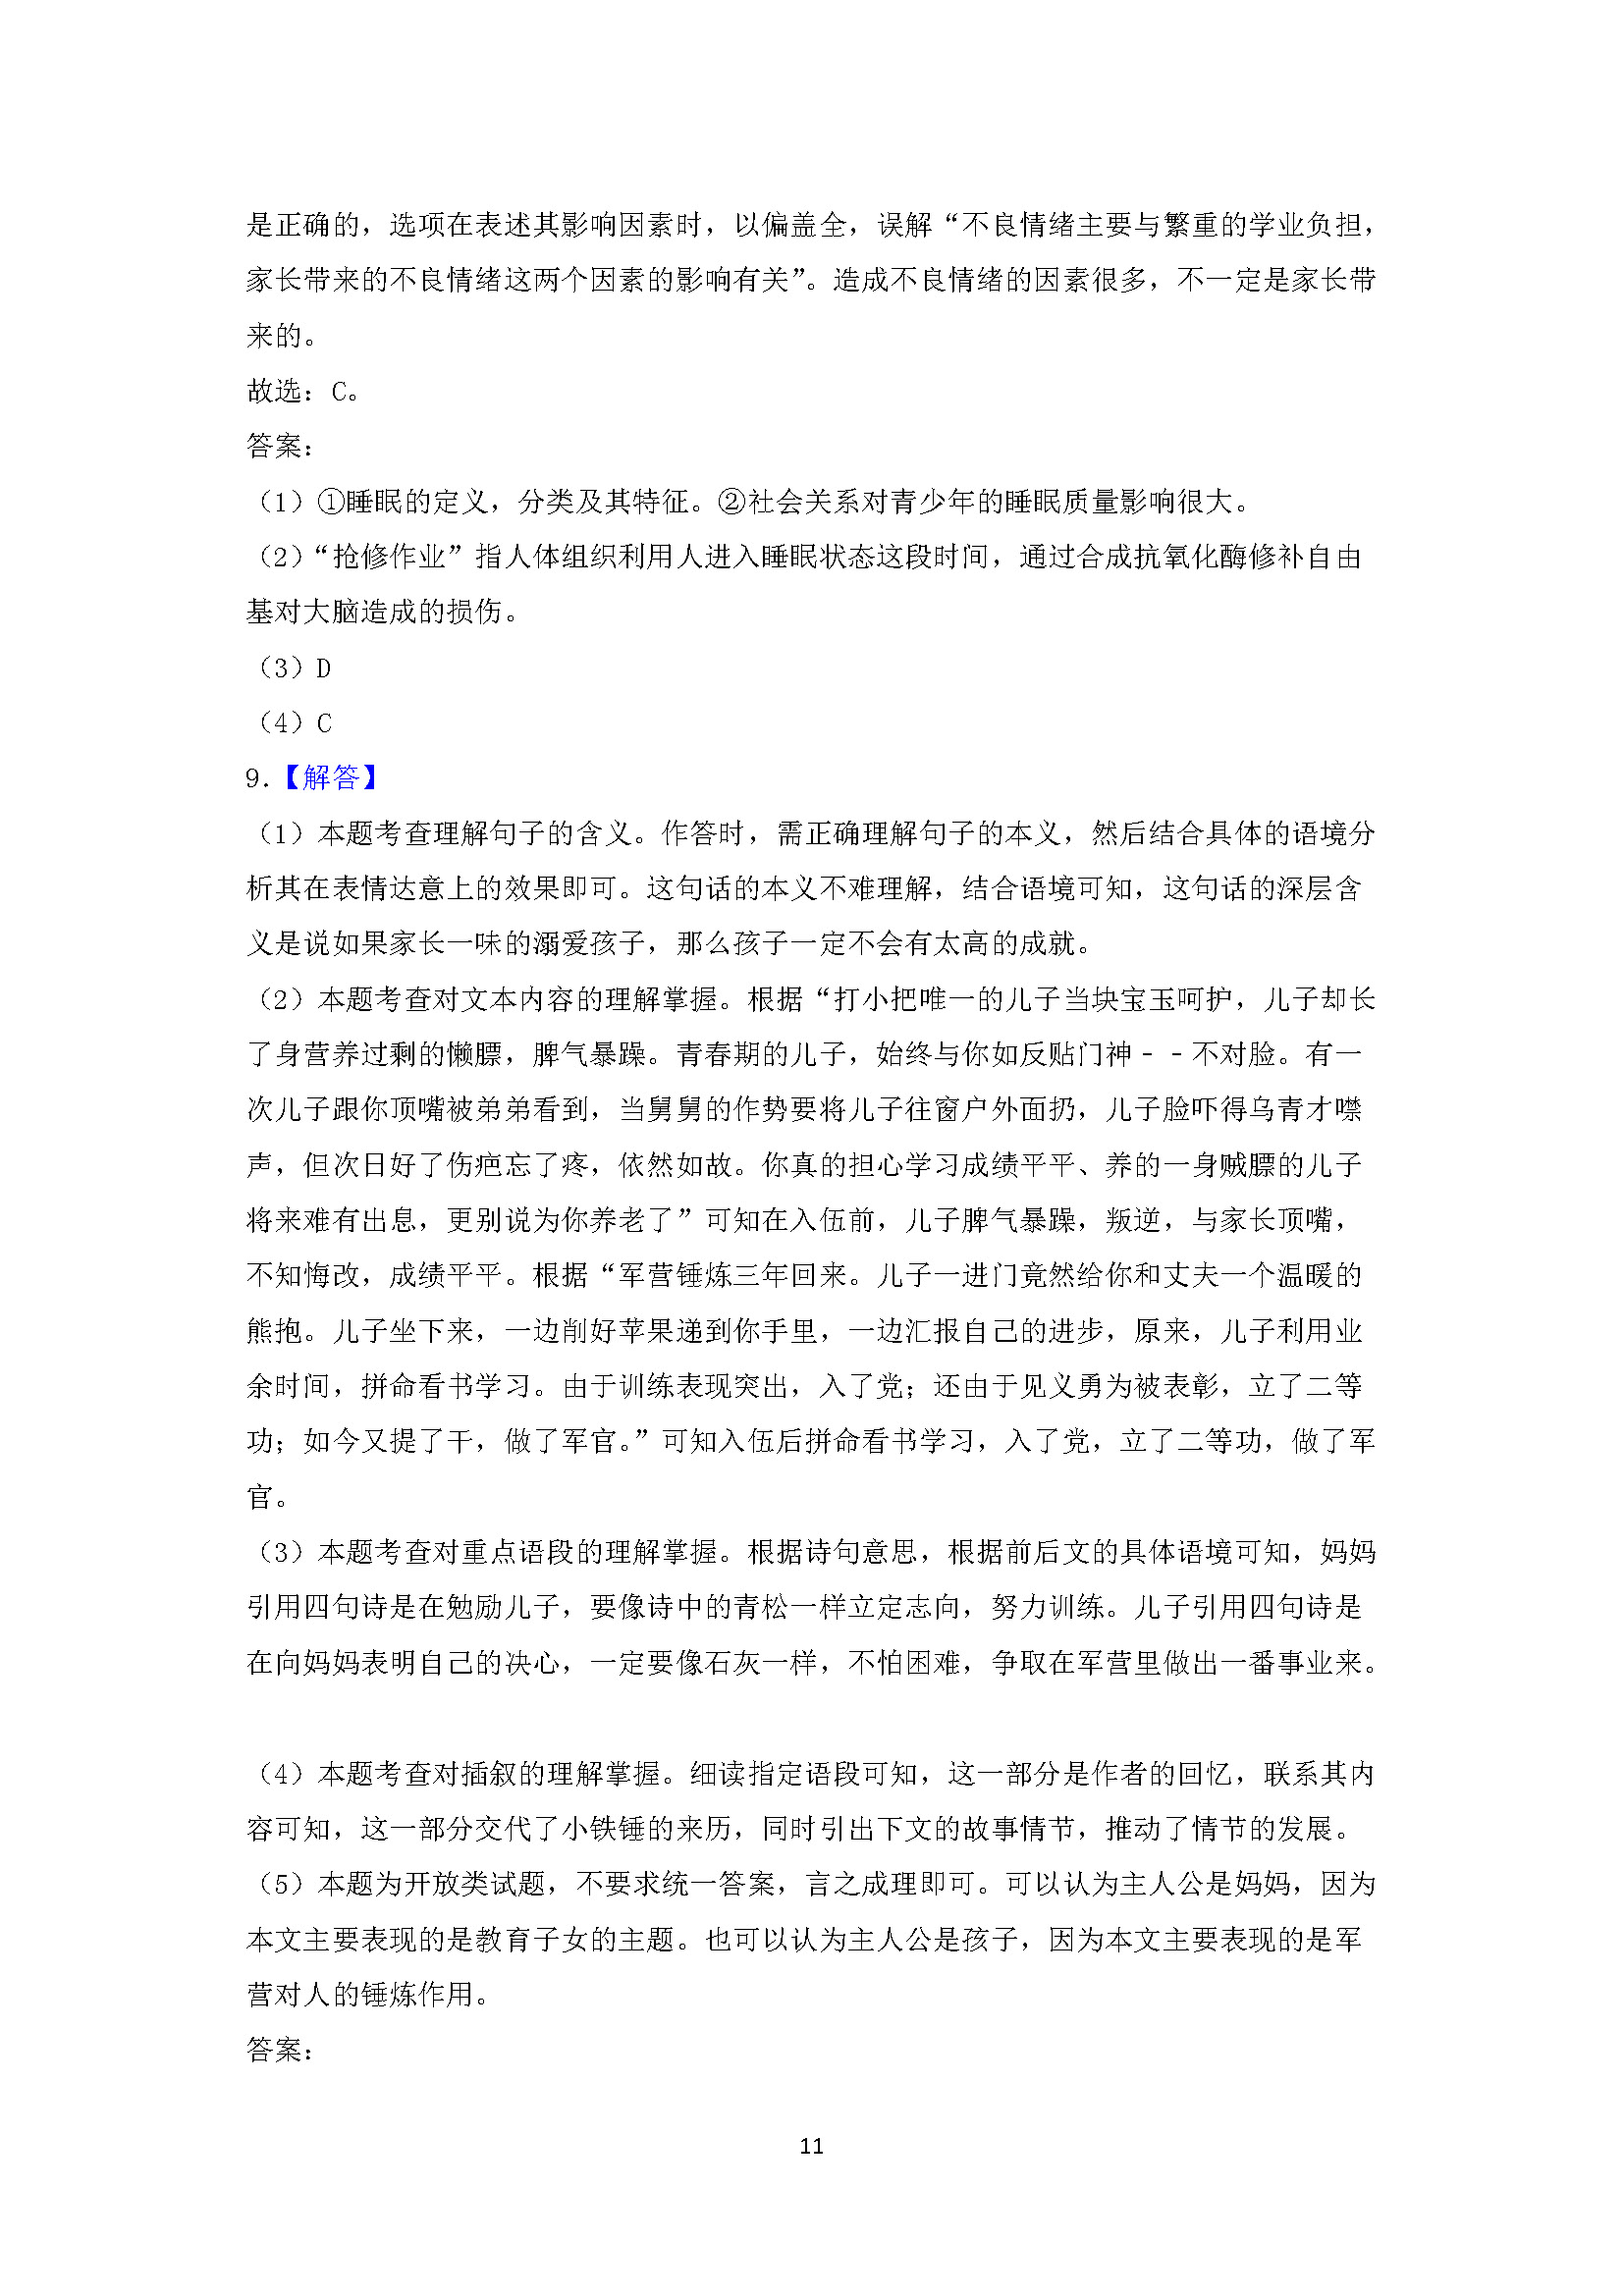 是正确的，选项在表述其影响因素时，以偏盖全，误解“不良情绪主要与繁重的学业负担，
家长带来的不良情绪这两个因素的影响有关”。造成不良情绪的因素很多，不一定是家长带
来的。
故选：C。
答案：
（1）①睡眠的定义，分类及其特征。②社会关系对青少年的睡眠质量影响很大。
（2）“抢修作业”指人体组织利用人进入睡眠状态这段时间，通过合成抗氧化酶修补自由
基对大脑造成的损伤。
（3）D
（4）C
9．【解答】
（1）本题考查理解句子的含义。作答时，需正确理解句子的本义，然后结合具体的语境分
析其在表情达意上的效果即可。这句话的本义不难理解，结合语境可知，这句话的深层含
义是说如果家长一味的溺爱孩子，那么孩子一定不会有太高的成就。
（2）本题考查对文本内容的理解掌握。根据“打小把唯一的儿子当块宝玉呵护，儿子却长
了身营养过剩的懒膘，脾气暴躁。青春期的儿子，始终与你如反贴门神﹣﹣不对脸。有一
次儿子跟你顶嘴被弟弟看到，当舅舅的作势要将儿子往窗户外面扔，儿子脸吓得乌青才噤
声，但次日好了伤疤忘了疼，依然如故。你真的担心学习成绩平平、养的一身贼膘的儿子
将来难有出息，更别说为你养老了”可知在入伍前，儿子脾气暴躁，叛逆，与家长顶嘴，
不知悔改，成绩平平。根据“军营锤炼三年回来。儿子一进门竟然给你和丈夫一个温暖的
熊抱。儿子坐下来，一边削好苹果递到你手里，一边汇报自己的进步，原来，儿子利用业
余时间，拼命看书学习。由于训练表现突出，入了党；还由于见义勇为被表彰，立了二等
功；如今又提了干，做了军官。”可知入伍后拼命看书学习，入了党，立了二等功，做了军
官。
（3）本题考查对重点语段的理解掌握。根据诗句意思，根据前后文的具体语境可知，妈妈
引用四句诗是在勉励儿子，要像诗中的青松一样立定志向，努力训练。儿子引用四句诗是
在向妈妈表明自己的决心，一定要像石灰一样，不怕困难，争取在军营里做出一番事业来。
（4）本题考查对插叙的理解掌握。细读指定语段可知，这一部分是作者的回忆，联系其内
容可知，这一部分交代了小铁锤的来历，同时引出下文的故事情节，推动了情节的发展。
（5）本题为开放类试题，不要求统一答案，言之成理即可。可以认为主人公是妈妈，因为
本文主要表现的是教育子女的主题。也可以认为主人公是孩子，因为本文主要表现的是军
营对人的锤炼作用。
答案：
11